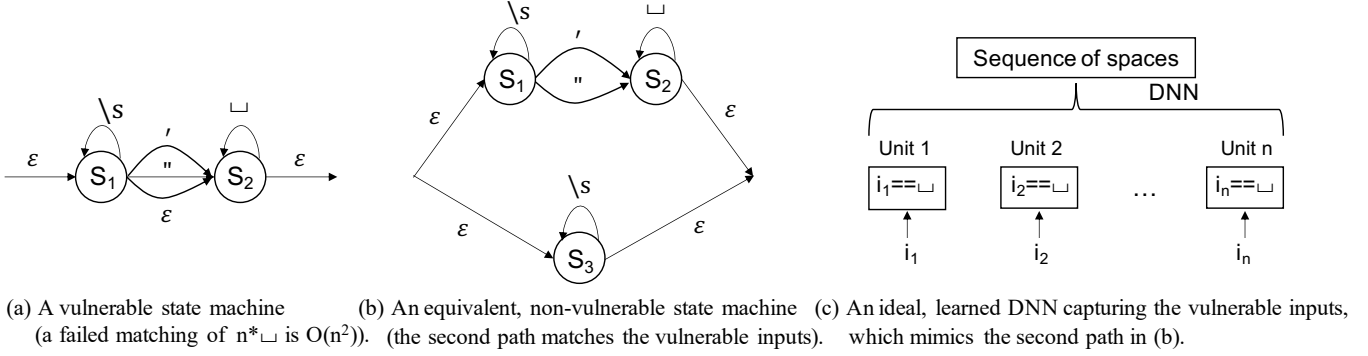 \s
ε
S₁
′
"
ε
S₂
⎵
ε
\s
ε
S₁
′
"
S₂
⎵
ε
ε
S₃
\s
ε
Sequence of spaces
DNN
Unit 1 Unit 2 Unit n
i₁==⎵ i₂==⎵ … iₙ==⎵
i₁ i₂ iₙ
(a) A vulnerable state machine
(a failed matching of n*⎵ is O(n²)).
(b) An equivalent, non-vulnerable state machine
(the second path matches the vulnerable inputs).
(c) An ideal, learned DNN capturing the vulnerable inputs,
which mimics the second path in (b).